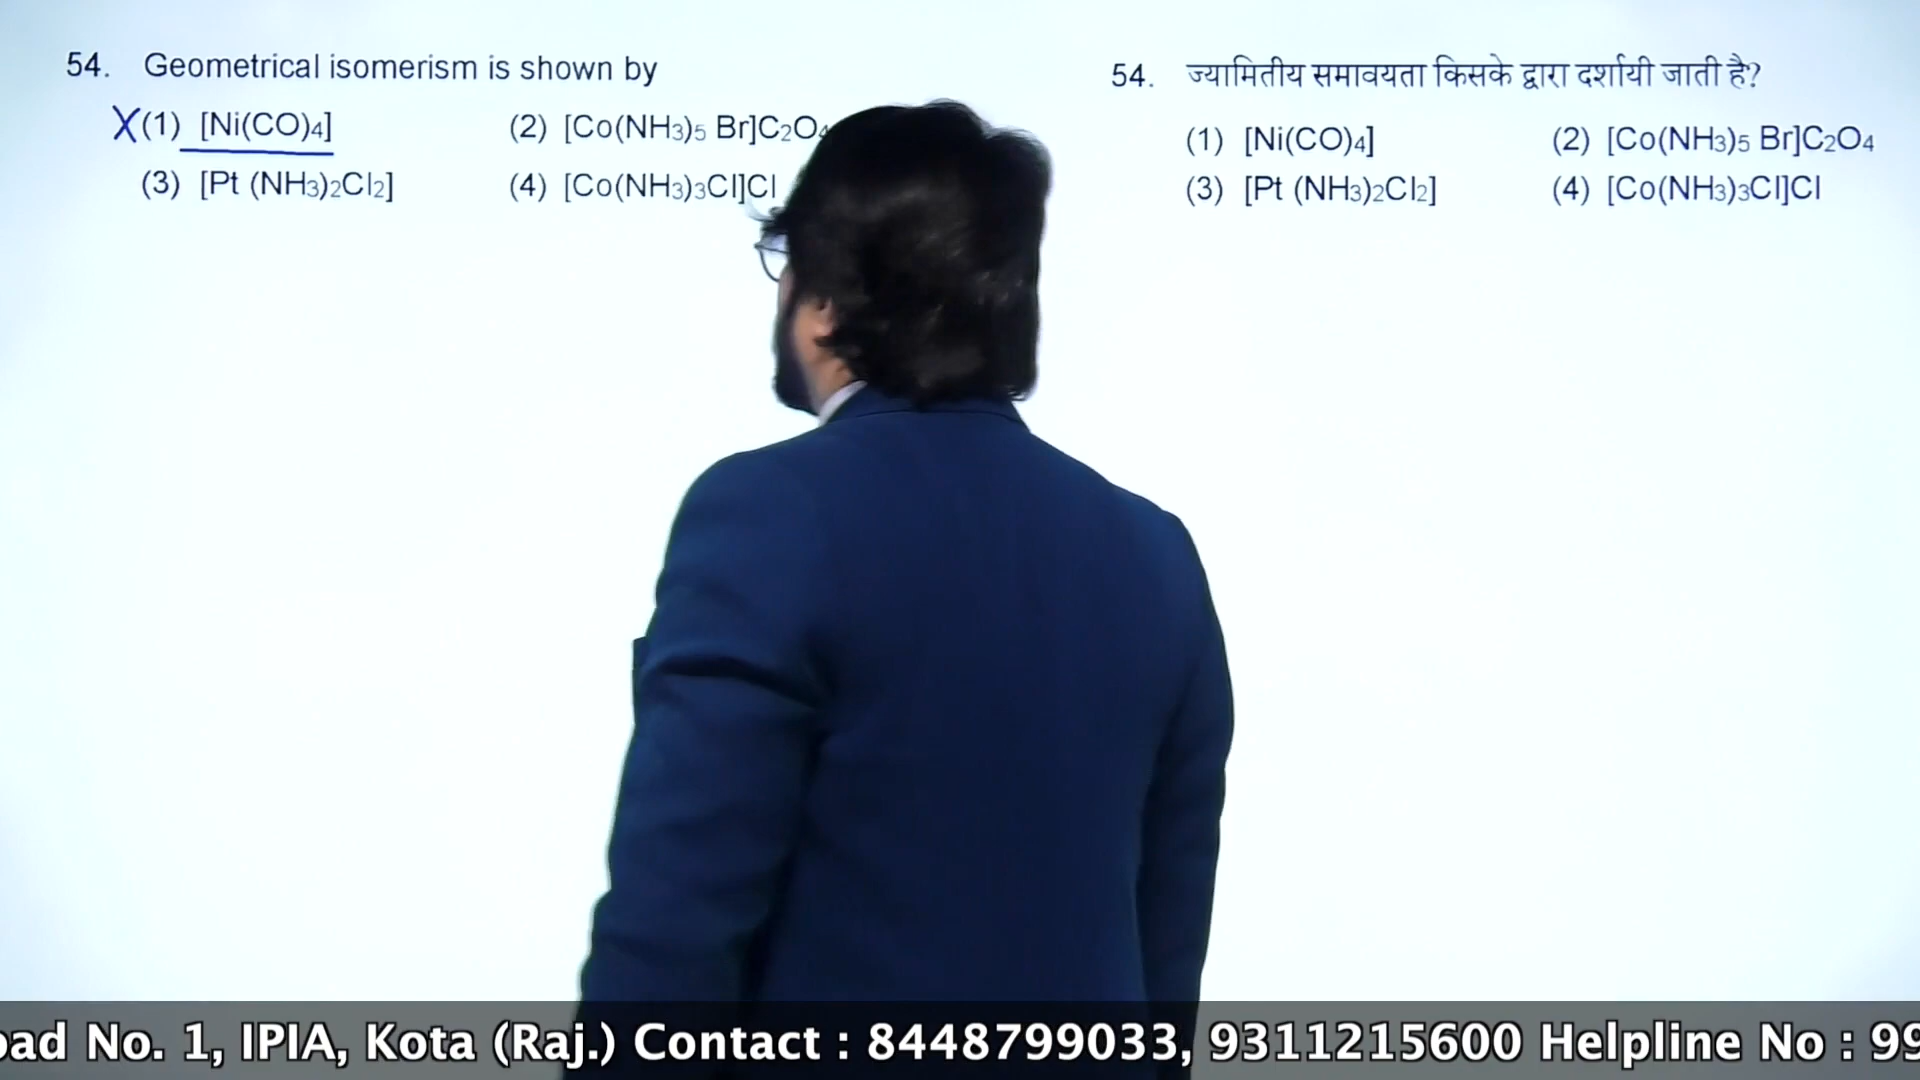 54. Geometrical isomerism is shown by
X(1) [Ni(CO)4] (2) [Co(NH3)5 Br]C2O4
(3) [Pt (NH3)2Cl2] (4) [Co(NH3)3Cl]Cl
54. ज्यामितीय समावयता किसके द्वारा दर्शायी जाती है?
(1) [Ni(CO)4] (2) [Co(NH3)5 Br]C2O4
(3) [Pt (NH3)2Cl2] (4) [Co(NH3)3Cl]Cl
oad No. 1, IPIA, Kota (Raj.) Contact : 8448799033, 9311215600 Helpline No : 99